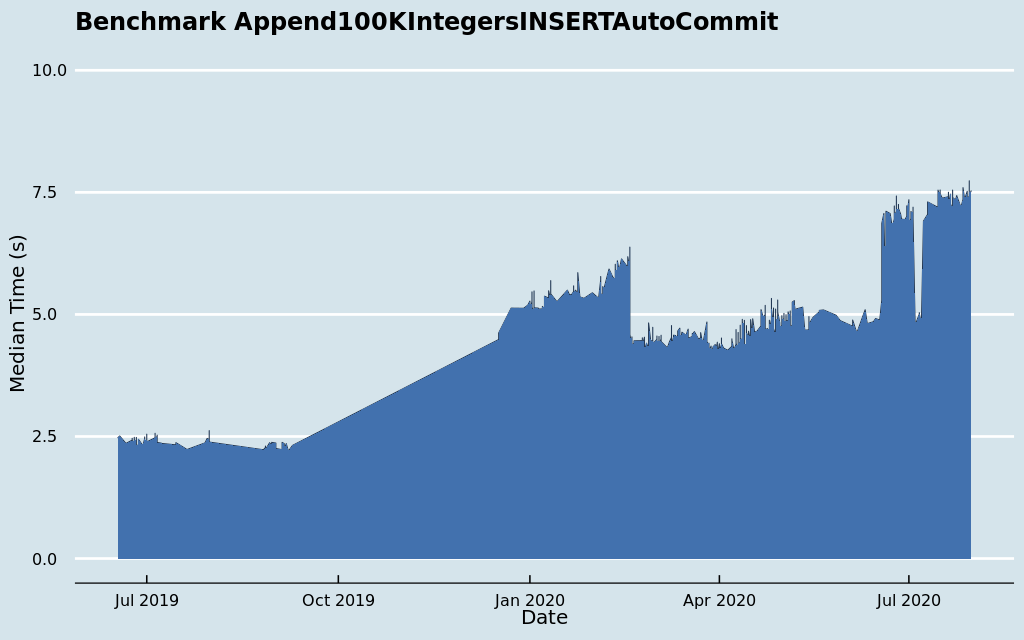 Benchmark Append100KIntegersINSERTAutoCommit
Median Time (s)
10.0
7.5
5.0
2.5
0.0
Jul 2019
Oct 2019
Jan 2020
Apr 2020
Jul 2020
Date